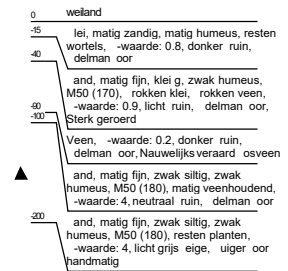 0 weiland
-15
lei, matig zandig, matig humeus, resten
wortels, -waarde: 0.8, donker ruin,
delman oor
-40
and, matig fijn, klei g, zwak humeus,
M50 (170), rokken klei, rokken veen,
-waarde: 0.9, licht ruin, delman oor,
Sterk geroerd
-90
Veen, -waarde: 0.2, donker ruin,
delman oor, Nauwelijks veraard osveen
-100
and, matig fijn, zwak siltig, zwak
humeus, M50 (180), matig veenhoudend,
-waarde: 4, neutraal ruin, delman oor
-200
and, matig fijn, zwak siltig, zwak
humeus, M50 (180), resten planten,
-waarde: 4, licht grijs eige, uiger oor
handmatig